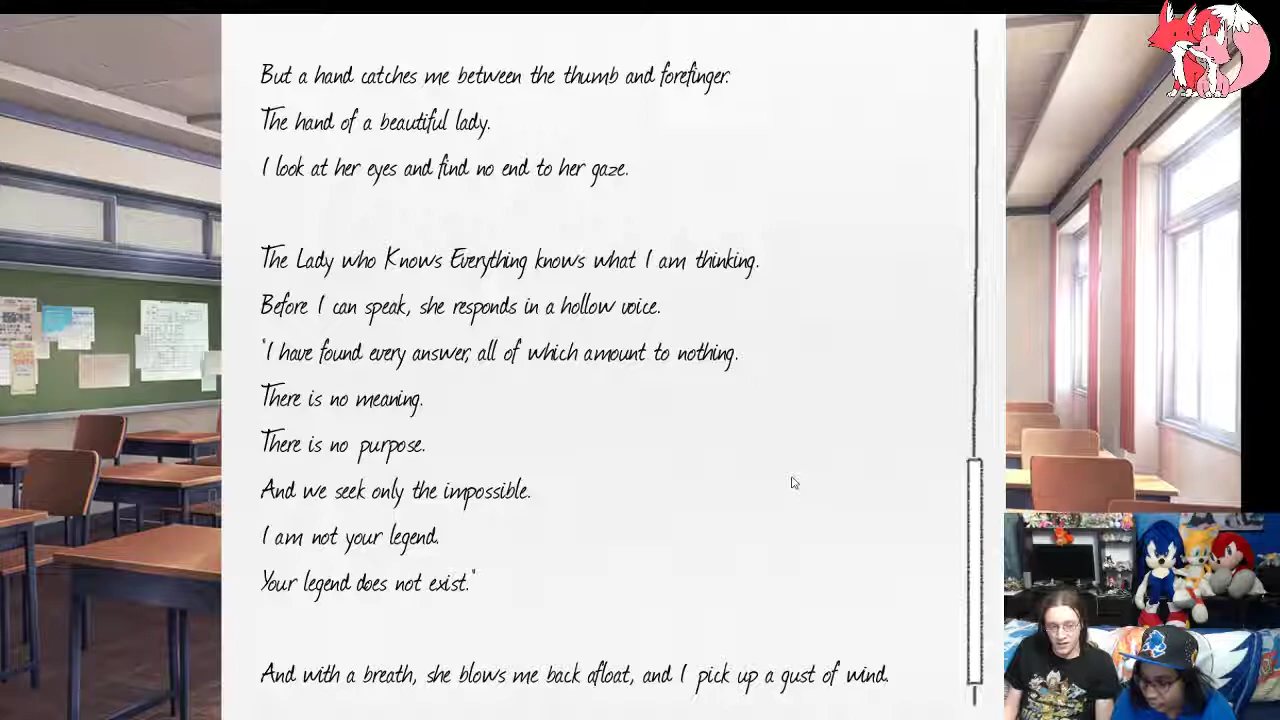 But a hand catches me between the thumb and forefinger.
The hand of a beautiful lady.
I look at her eyes and find no end to her gaze.
The Lady who Knows Everything knows what I am thinking.
Before I can speak, she responds in a hollow voice.
"I have found every answer, all of which amount to nothing.
There is no meaning.
There is no purpose.
And we seek only the impossible.
I am not your legend.
Your legend does not exist."
And with a breath, she blows me back afloat, and I pick up a gust of wind.